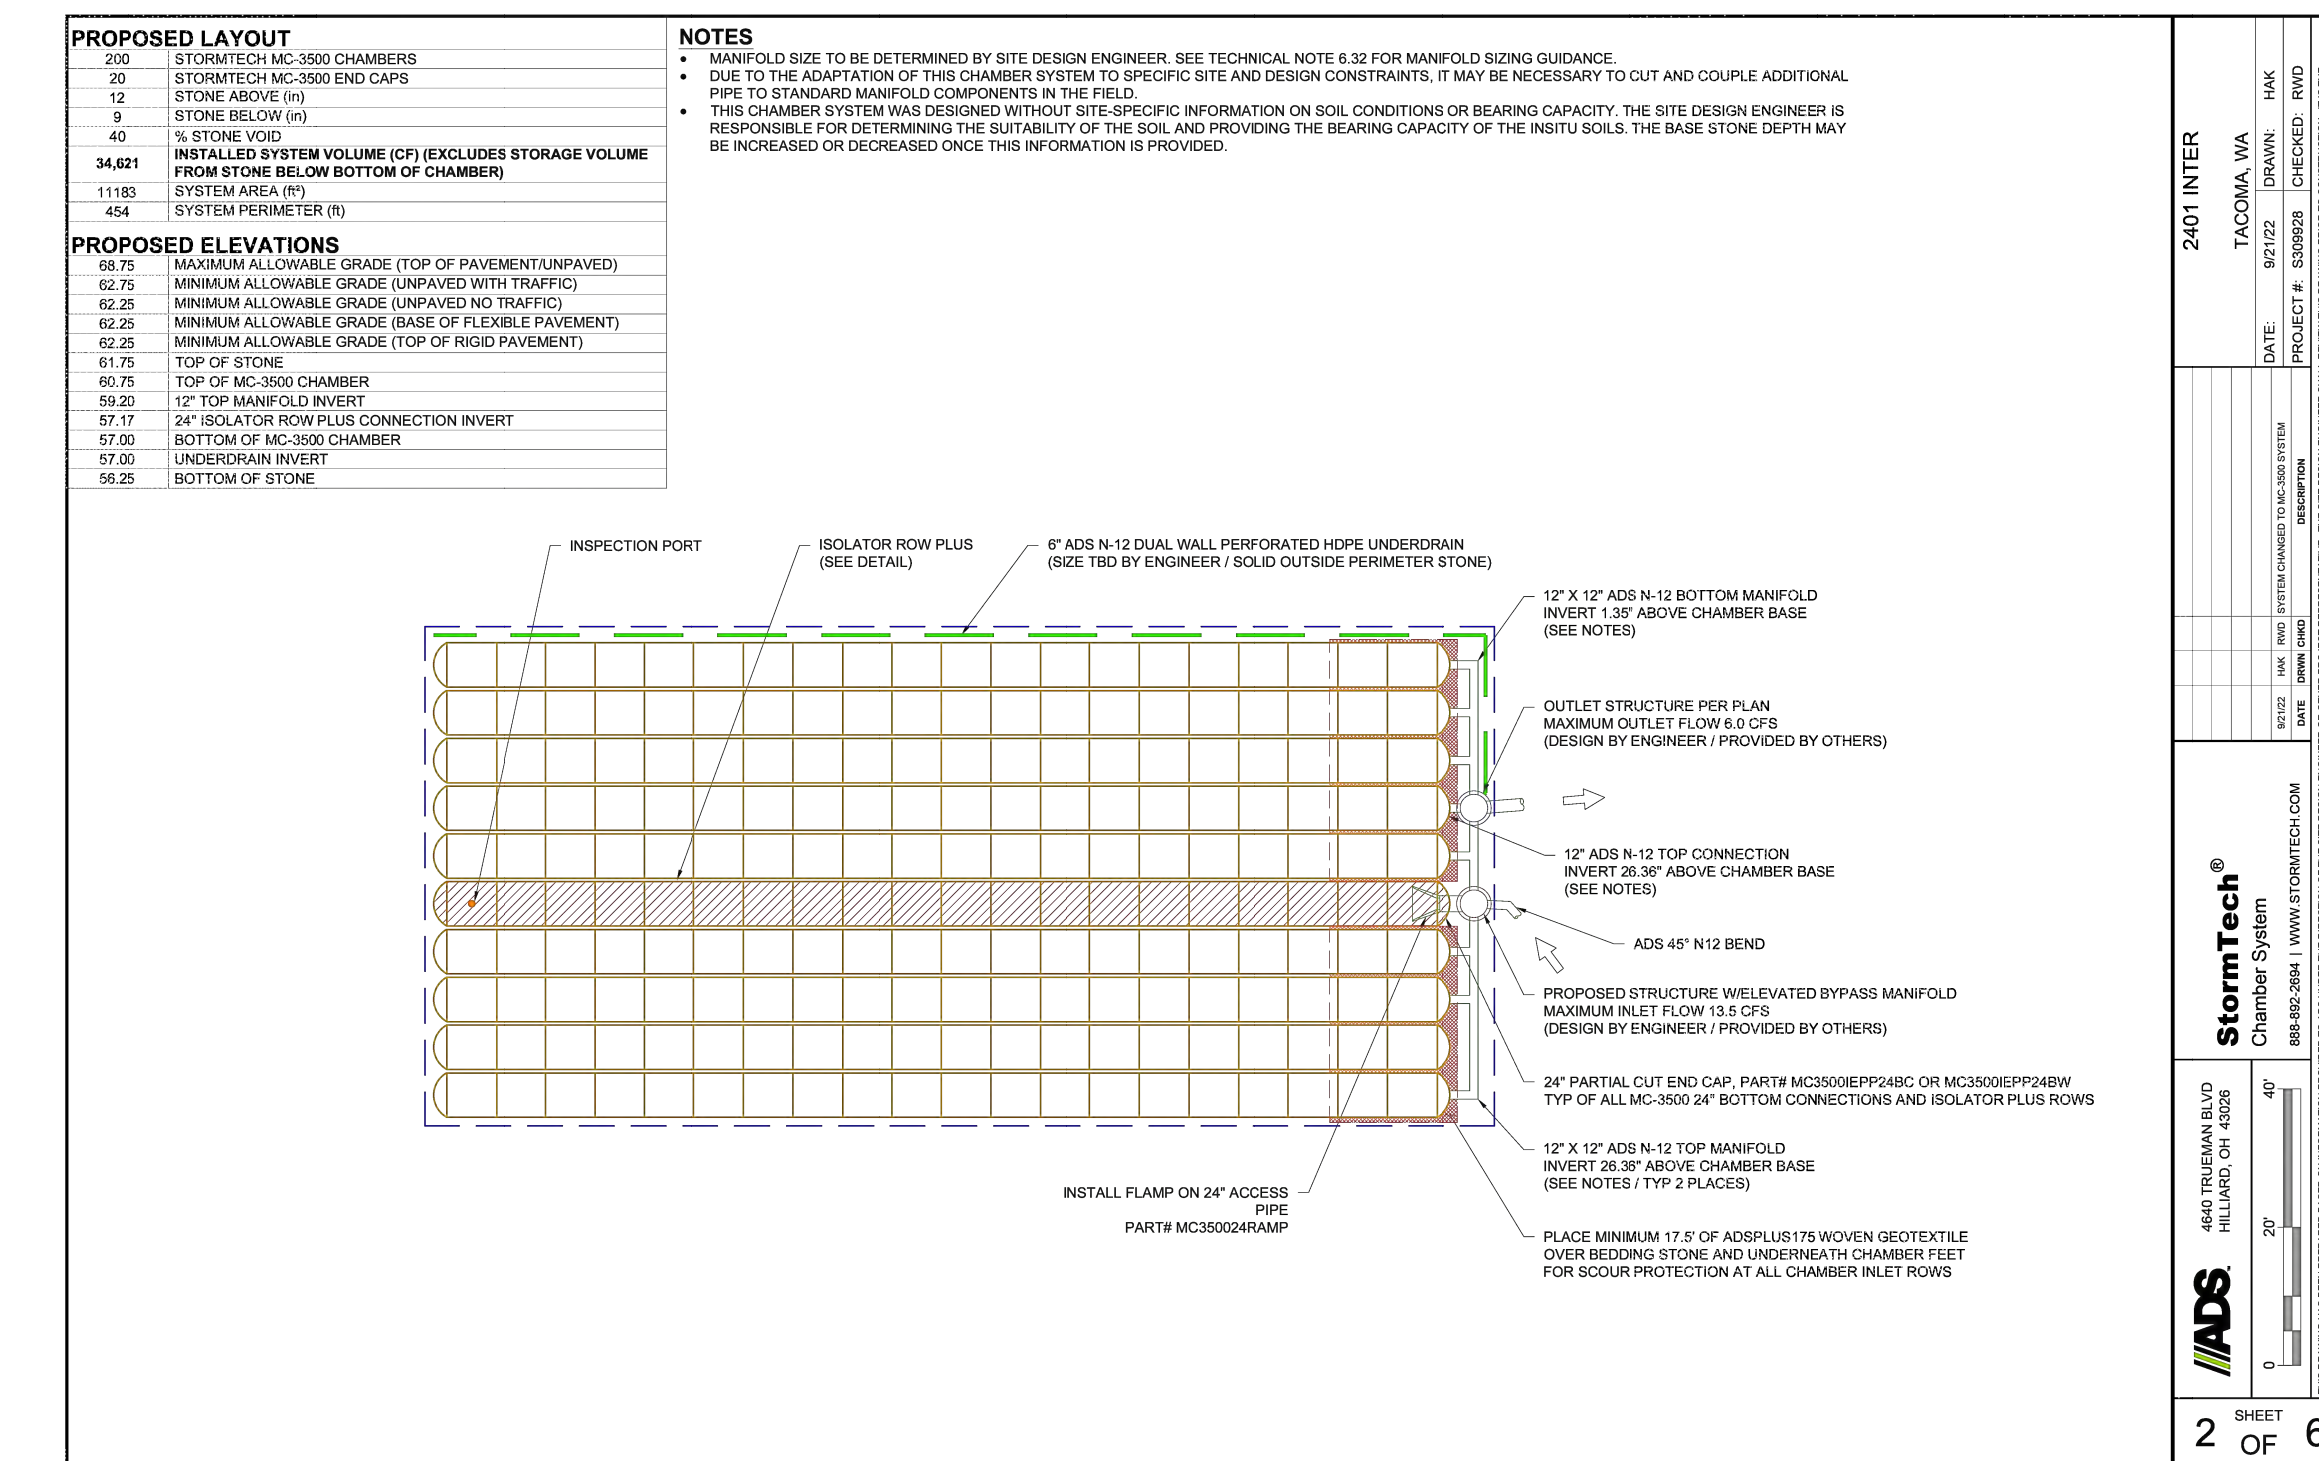 PROPOSED LAYOUT
200 STORMTECH MC-3500 CHAMBERS
20 STORMTECH MC-3500 END CAPS
12 STONE ABOVE (in)
9 STONE BELOW (in)
40 % STONE VOID
34,621 INSTALLED SYSTEM VOLUME (CF) (EXCLUDES STORAGE VOLUME
FROM STONE BELOW BOTTOM OF CHAMBER)
11183 SYSTEM AREA (ft²)
454 SYSTEM PERIMETER (ft)
PROPOSED ELEVATIONS
68.75 MAXIMUM ALLOWABLE GRADE (TOP OF PAVEMENT/UNPAVED)
62.75 MINIMUM ALLOWABLE GRADE (UNPAVED WITH TRAFFIC)
62.25 MINIMUM ALLOWABLE GRADE (UNPAVED NO TRAFFIC)
62.25 MINIMUM ALLOWABLE GRADE (BASE OF FLEXIBLE PAVEMENT)
62.25 MINIMUM ALLOWABLE GRADE (TOP OF RIGID PAVEMENT)
61.75 TOP OF STONE
60.75 TOP OF MC-3500 CHAMBER
59.20 12" TOP MANIFOLD INVERT
57.17 24" ISOLATOR ROW PLUS CONNECTION INVERT
57.00 BOTTOM OF MC-3500 CHAMBER
57.00 UNDERDRAIN INVERT
56.25 BOTTOM OF STONE
NOTES
• MANIFOLD SIZE TO BE DETERMINED BY SITE DESIGN ENGINEER. SEE TECHNICAL NOTE 6.32 FOR MANIFOLD SIZING GUIDANCE.
• DUE TO THE ADAPTATION OF THIS CHAMBER SYSTEM TO SPECIFIC SITE AND DESIGN CONSTRAINTS, IT MAY BE NECESSARY TO CUT AND COUPLE ADDITIONAL
PIPE TO STANDARD MANIFOLD COMPONENTS IN THE FIELD.
• THIS CHAMBER SYSTEM WAS DESIGNED WITHOUT SITE-SPECIFIC INFORMATION ON SOIL CONDITIONS OR BEARING CAPACITY. THE SITE DESIGN ENGINEER IS
RESPONSIBLE FOR DETERMINING THE SUITABILITY OF THE SOIL AND PROVIDING THE BEARING CAPACITY OF THE INSITU SOILS. THE BASE STONE DEPTH MAY
BE INCREASED OR DECREASED ONCE THIS INFORMATION IS PROVIDED.
INSPECTION PORT
ISOLATOR ROW PLUS
(SEE DETAIL)
6" ADS N-12 DUAL WALL PERFORATED HDPE UNDERDRAIN
(SIZE TBD BY ENGINEER / SOLID OUTSIDE PERIMETER STONE)
12" X 12" ADS N-12 BOTTOM MANIFOLD
INVERT 1.35" ABOVE CHAMBER BASE
(SEE NOTES)
OUTLET STRUCTURE PER PLAN
MAXIMUM OUTLET FLOW 6.0 CFS
(DESIGN BY ENGINEER / PROVIDED BY OTHERS)
12" ADS N-12 TOP CONNECTION
INVERT 26.36" ABOVE CHAMBER BASE
(SEE NOTES)
ADS 45° N12 BEND
PROPOSED STRUCTURE W/ELEVATED BYPASS MANIFOLD
MAXIMUM INLET FLOW 13.5 CFS
(DESIGN BY ENGINEER / PROVIDED BY OTHERS)
24" PARTIAL CUT END CAP, PART# MC3500IEPP24BC OR MC3500IEPP24BW
TYP OF ALL MC-3500 24" BOTTOM CONNECTIONS AND ISOLATOR PLUS ROWS
12" X 12" ADS N-12 TOP MANIFOLD
INVERT 26.36" ABOVE CHAMBER BASE
(SEE NOTES / TYP 2 PLACES)
INSTALL FLAMP ON 24" ACCESS
PIPE
PART# MC350024RAMP
PLACE MINIMUM 17.5' OF ADSPLUS175 WOVEN GEOTEXTILE
OVER BEDDING STONE AND UNDERNEATH CHAMBER FEET
FOR SCOUR PROTECTION AT ALL CHAMBER INLET ROWS
2401 INTER
TACOMA, WA
DATE: 9/21/22 DRAWN: HAK
PROJECT #: S309928 CHECKED: RWD
9/21/22 HAK RWD SYSTEM CHANGED TO MC-3500 SYSTEM
DATE DRWN CHKD DESCRIPTION
StormTech®
Chamber System
888-892-2694 | WWW.STORMTECH.COM
4640 TRUEMAN BLVD
HILLIARD, OH 43026
ADS
0 20' 40'
SHEET
2 OF 6